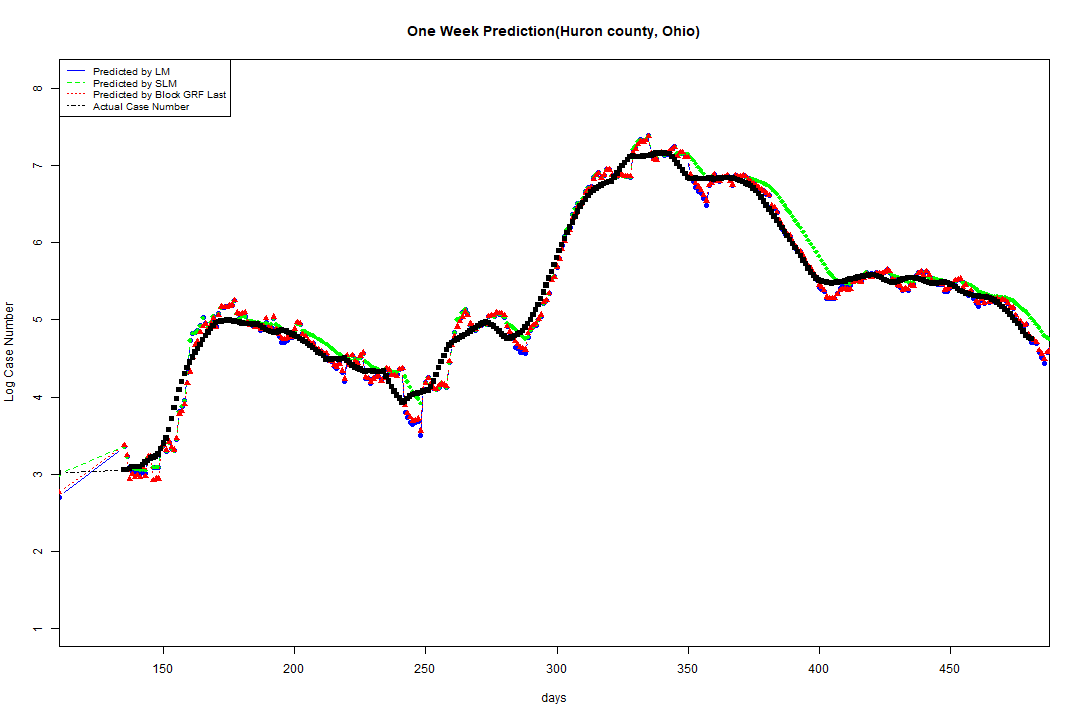 One Week Prediction(Huron county, Ohio)
Predicted by LM
Predicted by SLM
Predicted by Block GRF Last
Actual Case Number
8
7
6
5
4
3
2
1
Log Case Number
150 200 250 300 350 400 450
days